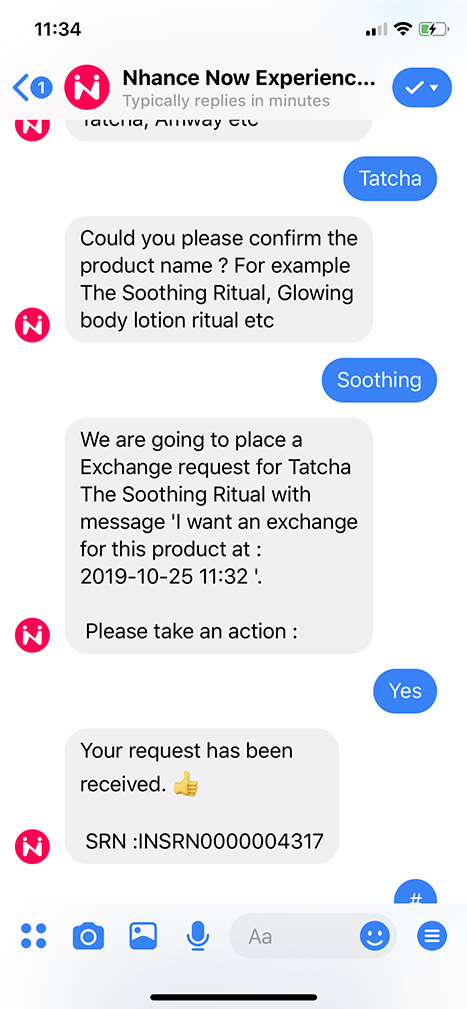 11:34
1
Nhance Now Experienc...
Typically replies in minutes
Tatcha, Amway etc
Tatcha
Could you please confirm the
product name ? For example
The Soothing Ritual, Glowing
body lotion ritual etc
Soothing
We are going to place a
Exchange request for Tatcha
The Soothing Ritual with
message 'I want an exchange
for this product at :
2019-10-25 11:32 '.
Please take an action :
Yes
Your request has been
received. 👍
SRN :INSRN0000004317
#
Aa